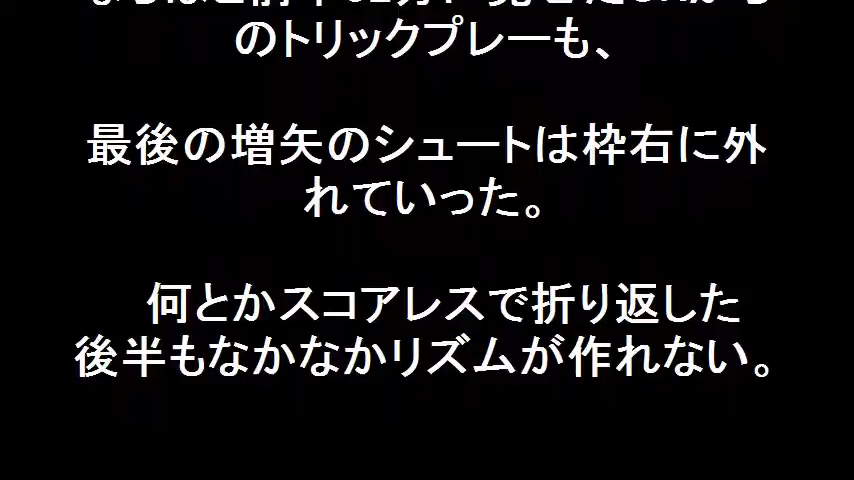 のトリックプレーも、
最後の増矢のシュートは枠右に外
れていった。
何とかスコアレスで折り返した
後半もなかなかリズムが作れない。